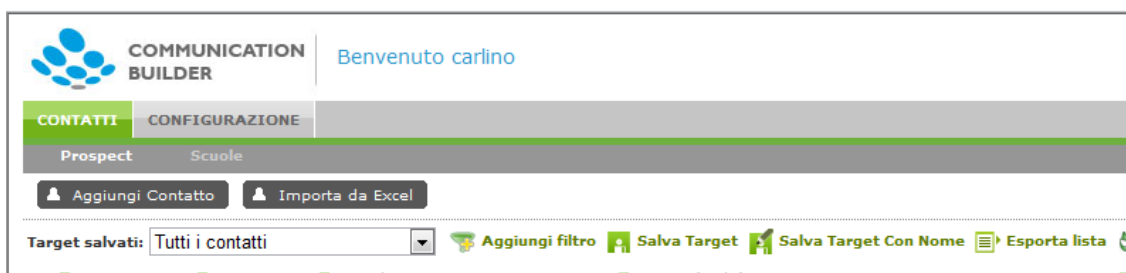 COMMUNICATION
BUILDER
Benvenuto carlino
CONTATTI CONFIGURAZIONE
Prospect Scuole
Aggiungi Contatto Importa da Excel
Target salvati: Tutti i contatti Aggiungi filtro Salva Target Salva Target Con Nome Esporta lista